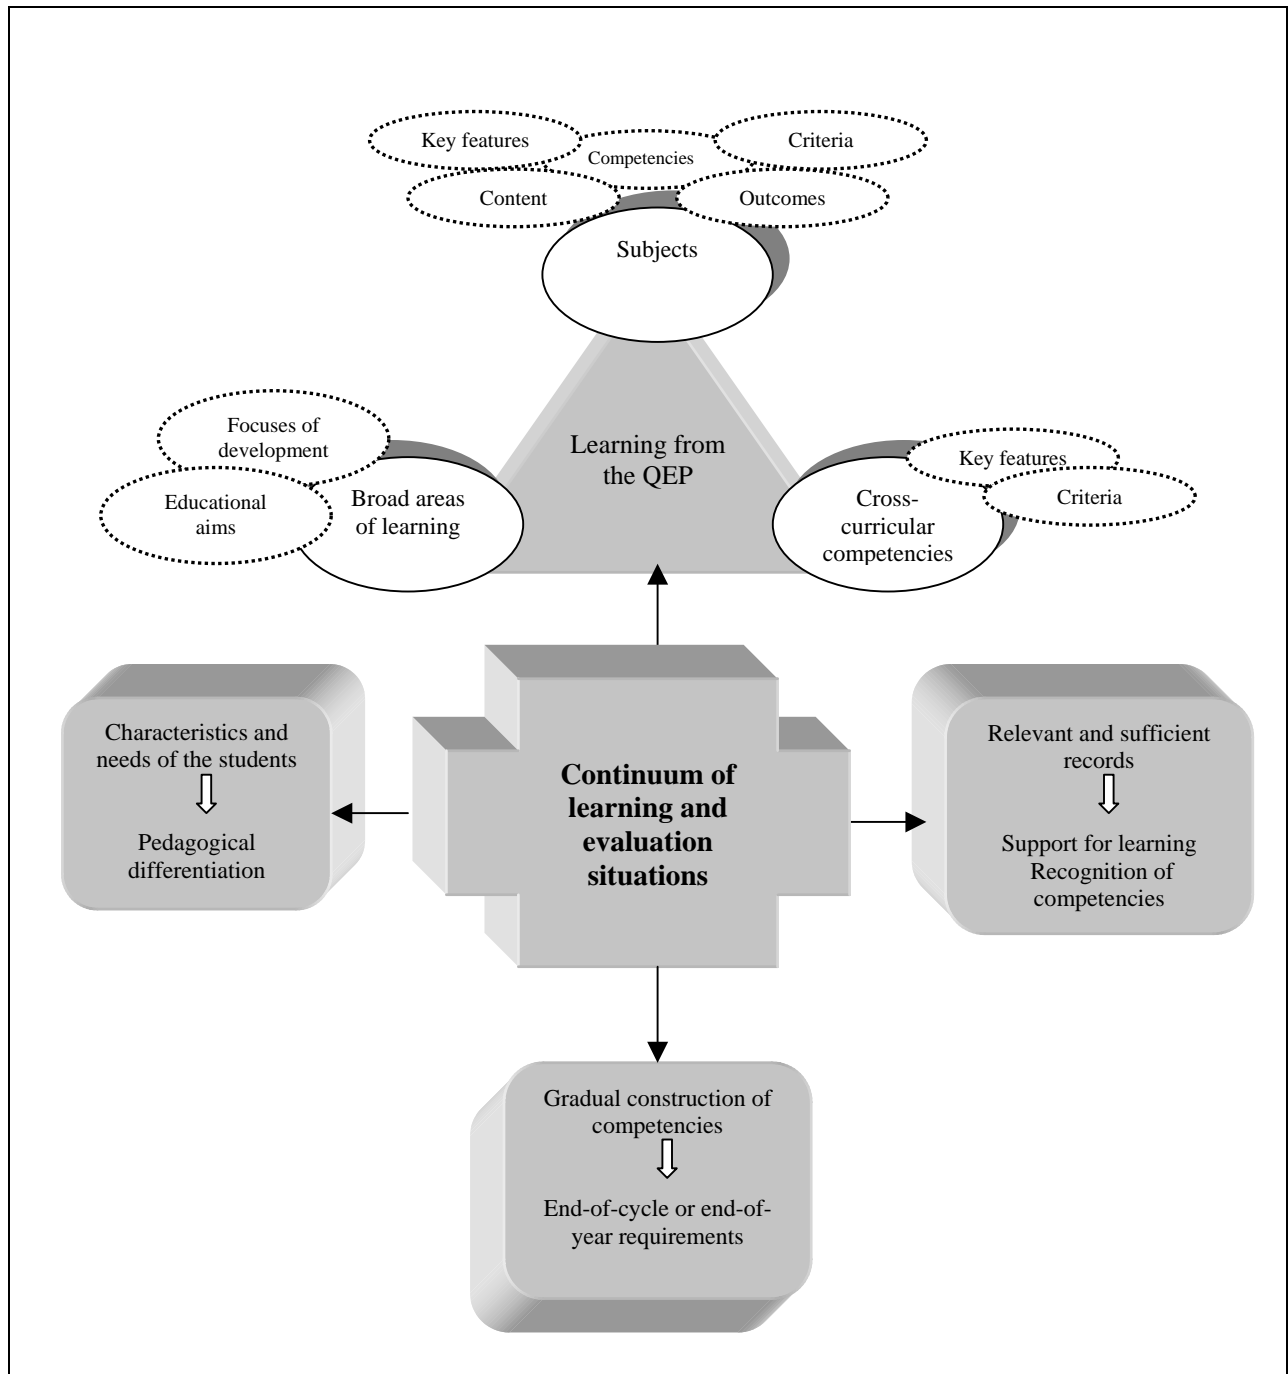 Key features
Competencies
Criteria
Content
Outcomes
Subjects
Focuses of
development
Educational
aims
Broad areas
of learning
Learning from
the QEP
Key features
Criteria
Cross-
curricular
competencies
Characteristics and
needs of the students
Pedagogical
differentiation
Continuum of
learning and
evaluation
situations
Relevant and sufficient
records
Support for learning
Recognition of
competencies
Gradual construction of
competencies
End-of-cycle or end-of-
year requirements